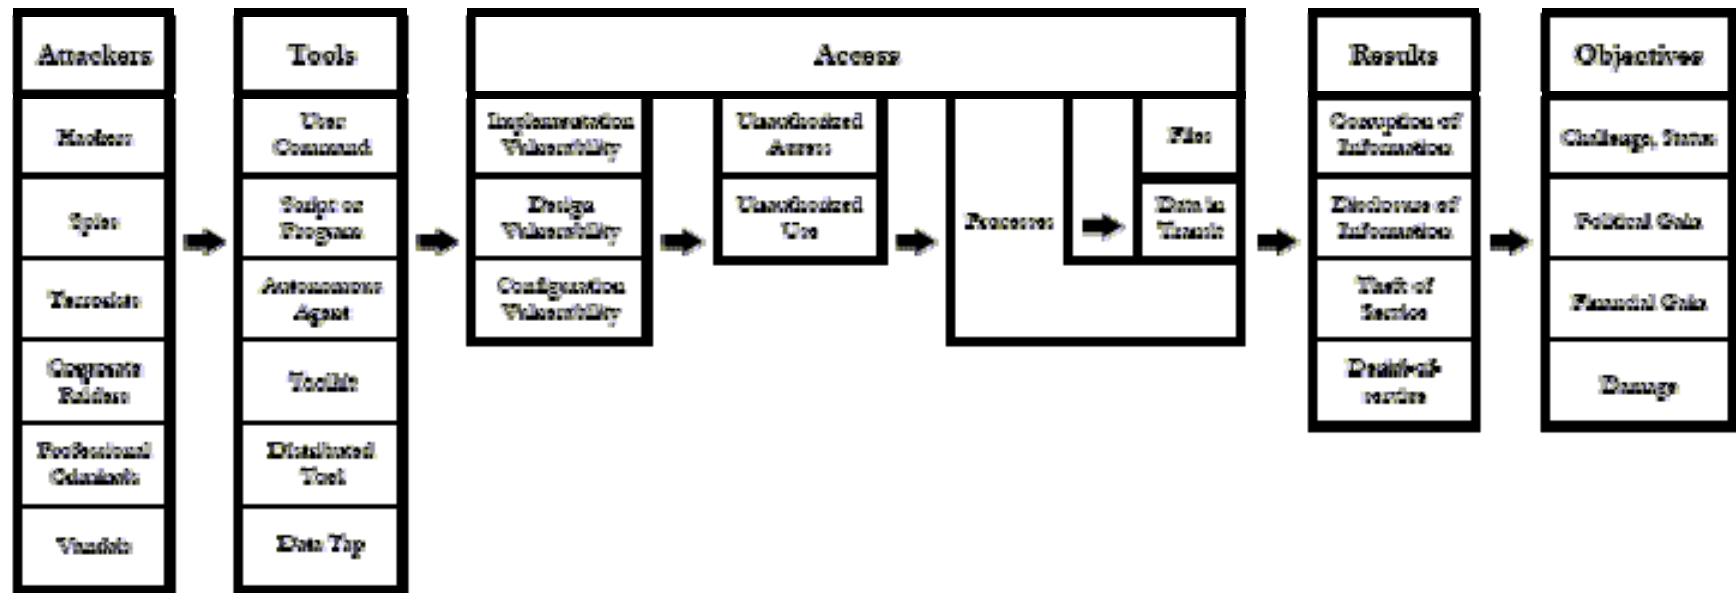 Attackers
Hackers
Spies
Terrorists
Corporate
Raiders
Professional
Criminals
Vandals
Tools
User
Command
Script or
Program
Autonomous
Agent
Toolkit
Distributed
Tool
Data Tap
Access
Implementation
Vulnerability
Design
Vulnerability
Configuration
Vulnerability
Unauthorized
Access
Unauthorized
Use
Processes
Files
Data in
Transit
Results
Corruption of
Information
Disclosure of
Information
Theft of
Service
Denial-of-
service
Objectives
Challenge, Status
Political Gain
Financial Gain
Damage